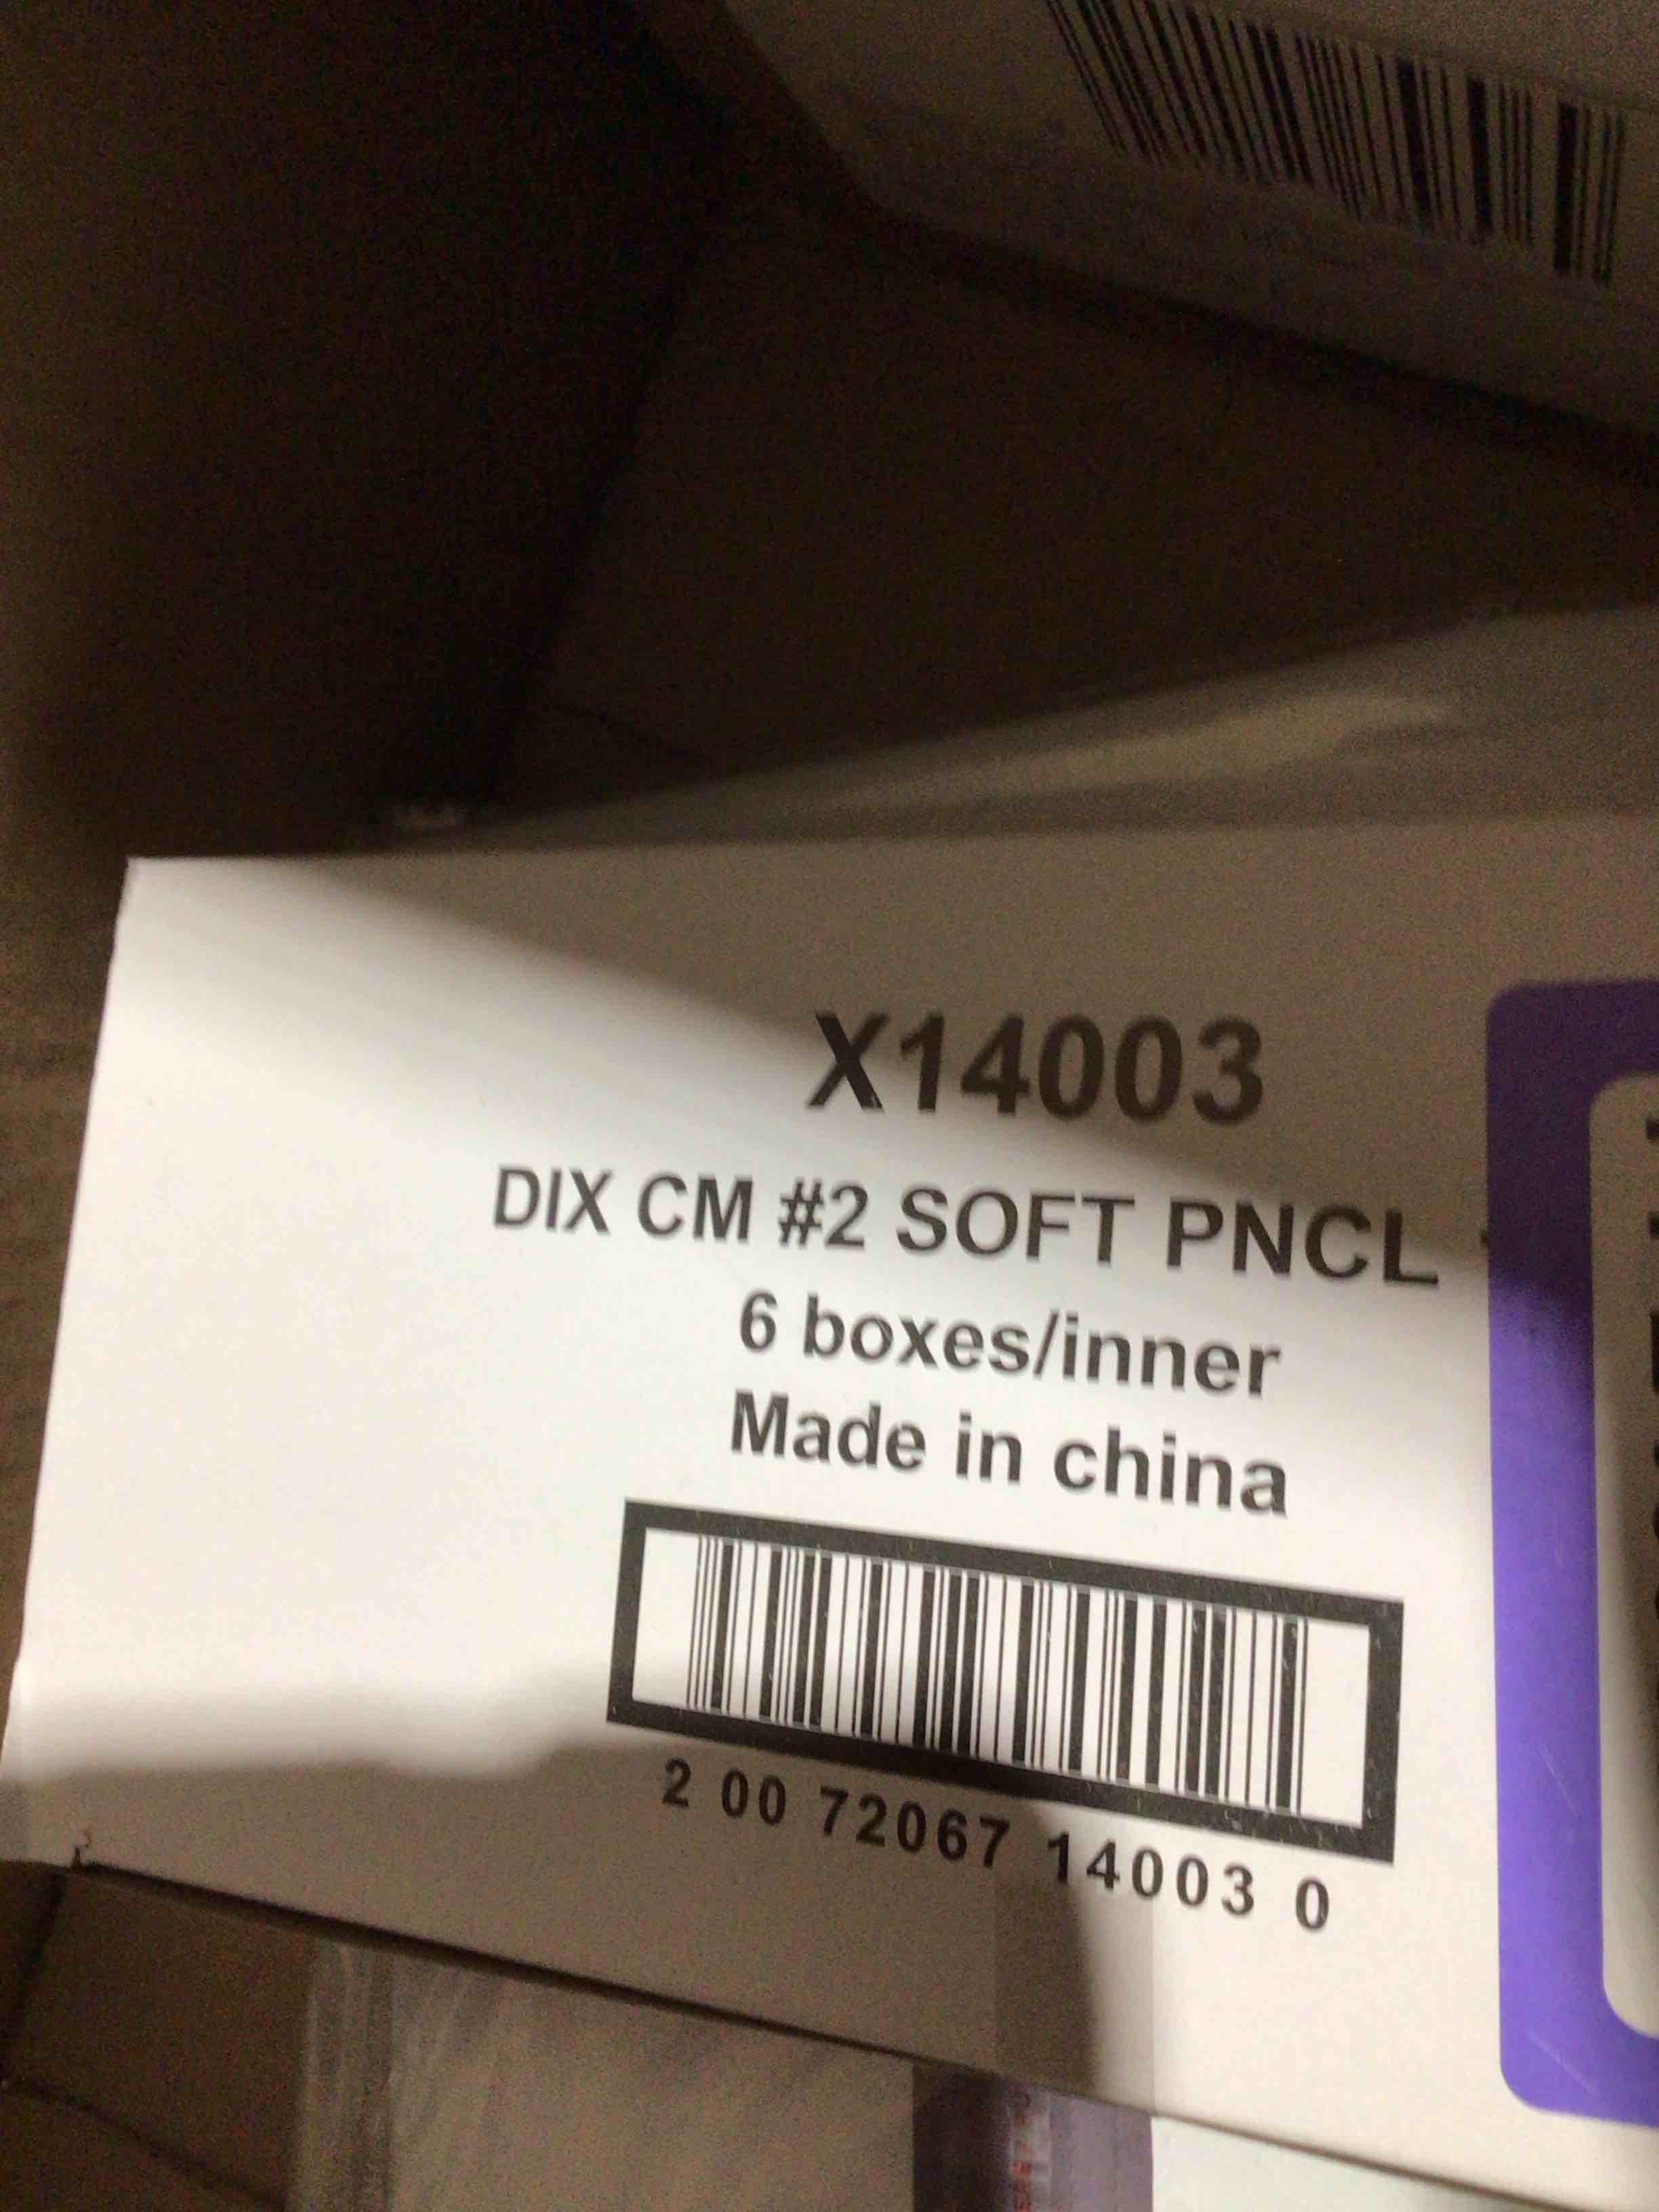 X14003
DIX CM #2 SOFT PNCL
6 boxes/inner
Made in china
2 00 72067 14003 0